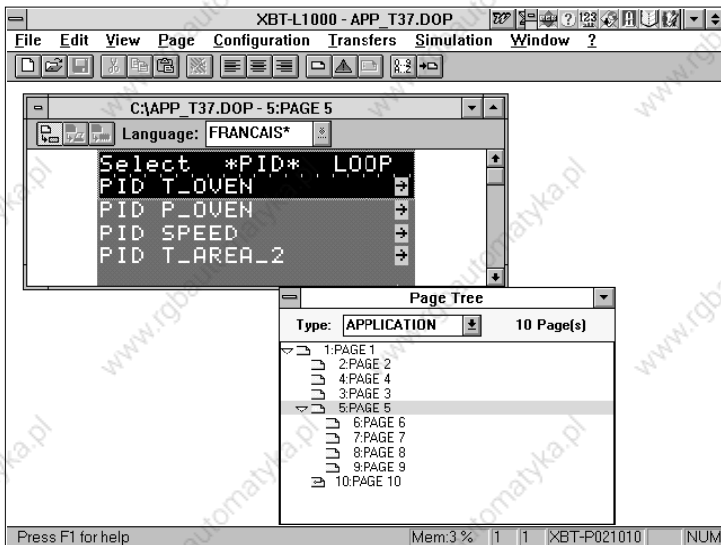 XBT-L1000 - APP_T37.DOP
File Edit View Page Configuration Transfers Simulation Window ?
C:\APP_T37.DOP - 5:PAGE 5
Language: FRANCAIS*
Select *PID* LOOP
PID T_OVEN
PID P_OVEN
PID SPEED
PID T_AREA_2
Page Tree
Type: APPLICATION 10 Page(s)
1:PAGE 1
2:PAGE 2
4:PAGE 4
3:PAGE 3
5:PAGE 5
6:PAGE 6
7:PAGE 7
8:PAGE 8
9:PAGE 9
10:PAGE 10
Press F1 for help Mem:3 % 1 1 XBT-P021010 NUM
www.rgbautomatyka.pl